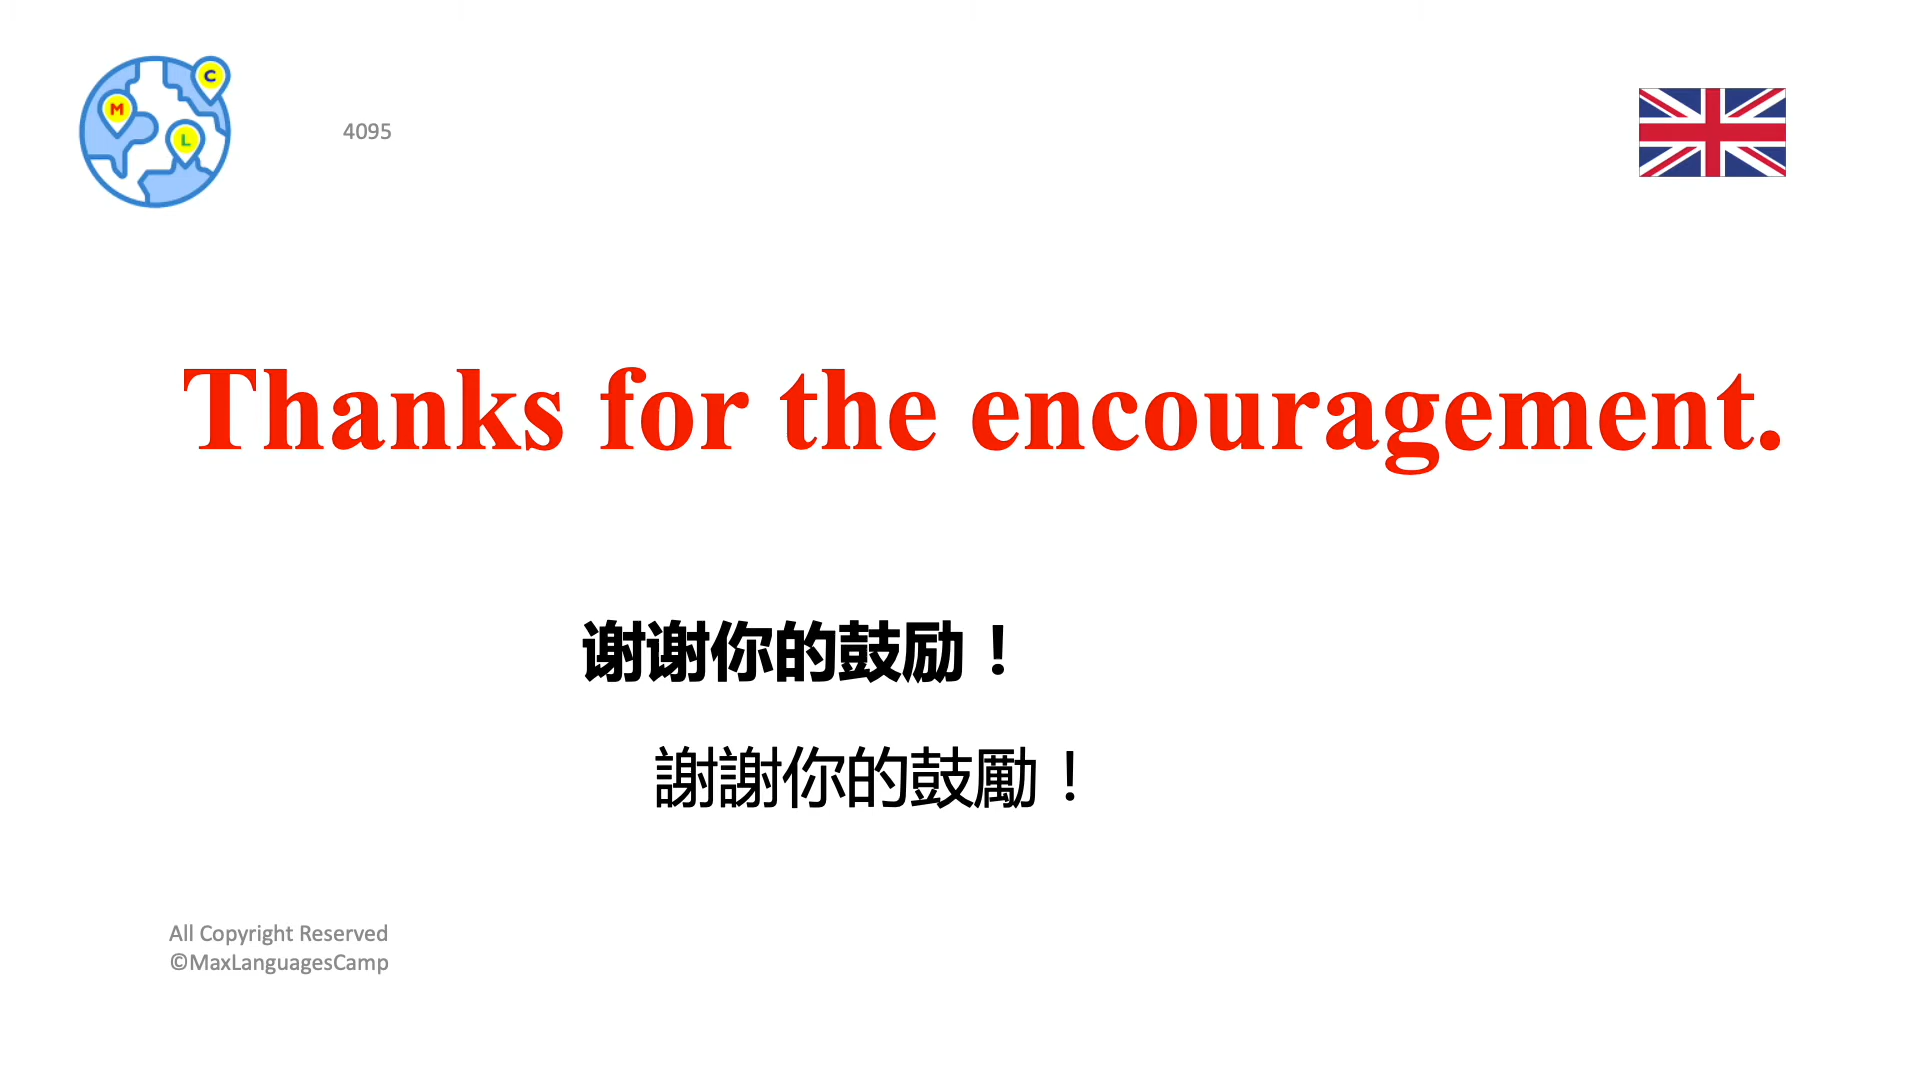 C
M
L
4095
Thanks for the encouragement.
谢谢你的鼓励！
謝謝你的鼓勵！
All Copyright Reserved
©MaxLanguagesCamp